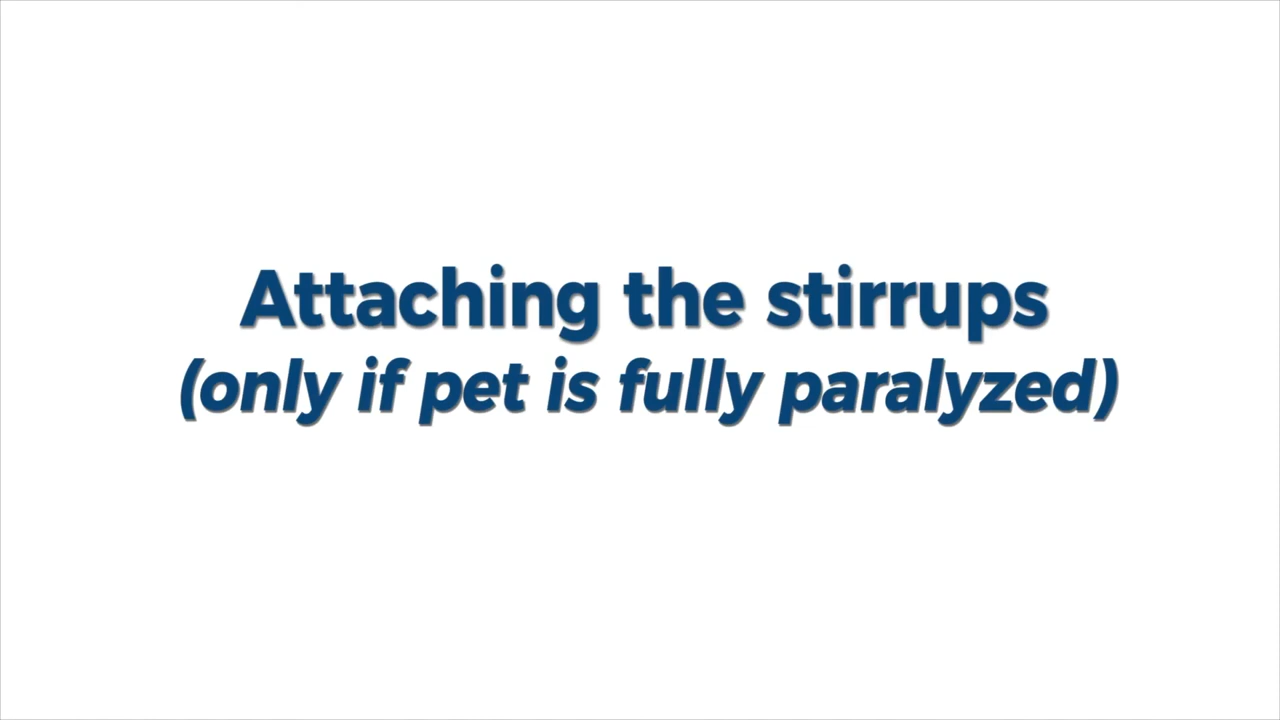 Attaching the stirrups
(only if pet is fully paralyzed)